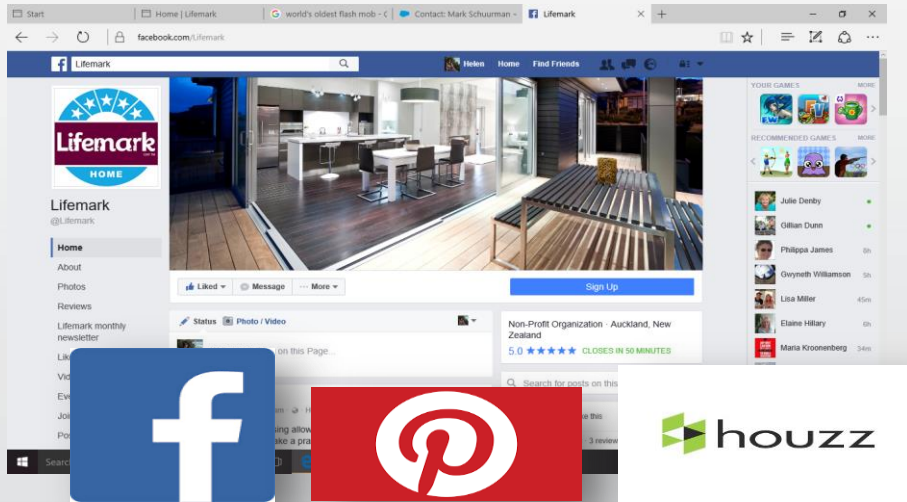 Start
Home | Lifemark
world's oldest flash mob - G
Contact: Mark Schuurman -
Lifemark
facebook.com/Lifemark
Lifemark
Helen
Home
Find Friends
Lifemark
HOME
YOUR GAMES
MORE
RECOMMENDED GAMES
MORE
Lifemark
@Lifemark
Home
About
Photos
Reviews
Lifemark monthly
newsletter
Liked
Message
More
Sign Up
Status
Photo / Video
on this Page...
Non-Profit Organization · Auckland, New
Zealand
5.0 ★★★★★ CLOSES IN 50 MINUTES
Search for posts on this
Julie Denby
Gillian Dunn
Philippa James 6h
Gwyneth Williamson 5h
Lisa Miller 45m
Elaine Hillary 6h
Maria Kroonenberg 34m
houzz